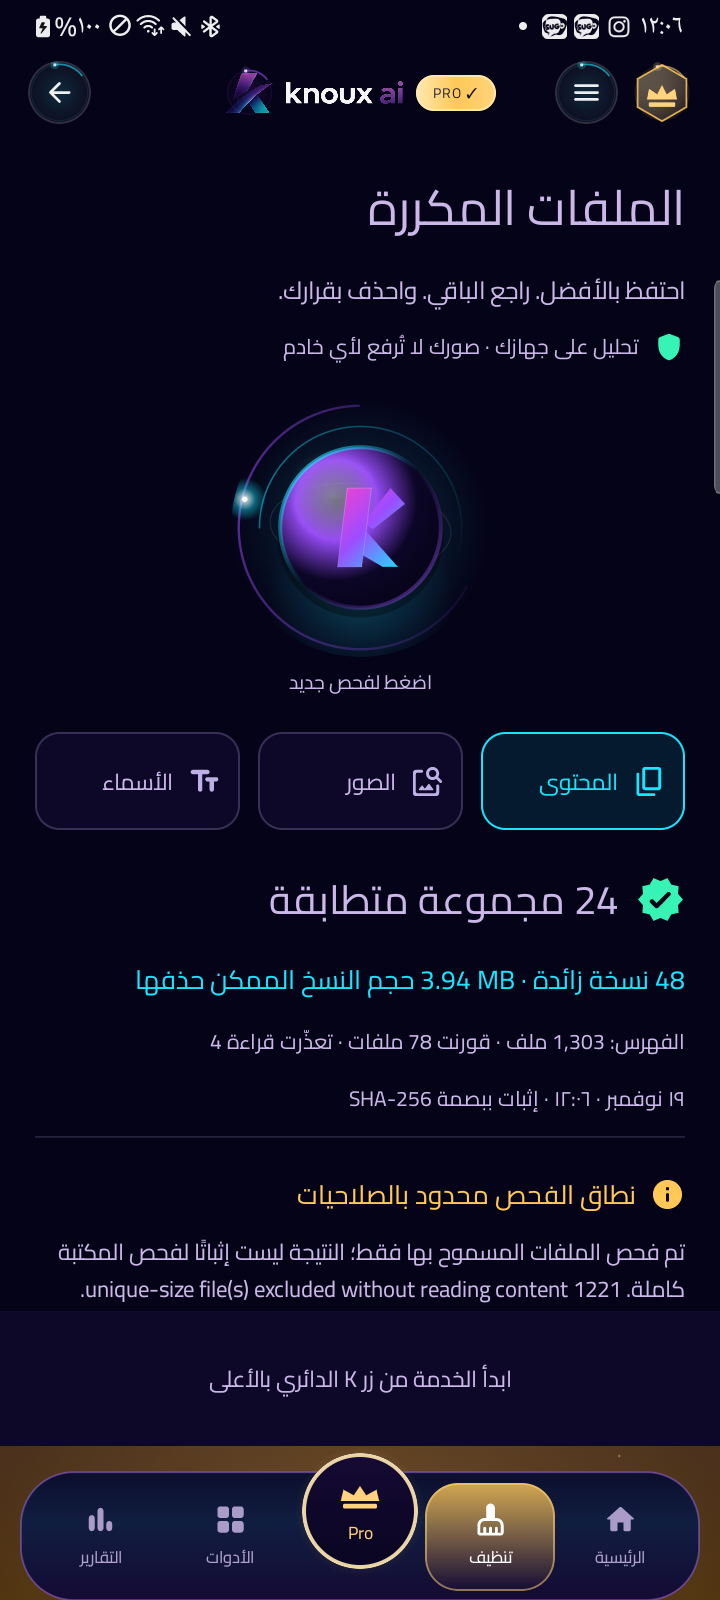 %١٠٠
١٢:٠٦
knoux ai
PRO ✓
الملفات المكررة
احتفظ بالأفضل. راجع الباقي. واحذف بقرارك.
تحليل على جهازك · صورك لا تُرفع لأي خادم
اضغط لفحص جديد
المحتوى
الصور
الأسماء
24 مجموعة متطابقة
48 نسخة زائدة · 3.94 MB حجم النسخ الممكن حذفها
الفهرس: 1,303 ملف · قورنت 78 ملفات · تعذّرت قراءة 4
١٩ نوفمبر · ١٢:٠٦ · إثبات ببصمة SHA-256
نطاق الفحص محدود بالصلاحيات
تم فحص الملفات المسموح بها فقط؛ النتيجة ليست إثباتًا لفحص المكتبة
كاملة. 1221 unique-size file(s) excluded without reading content.
ابدأ الخدمة من زر K الدائري بالأعلى
الرئيسية
تنظيف
Pro
الأدوات
التقارير